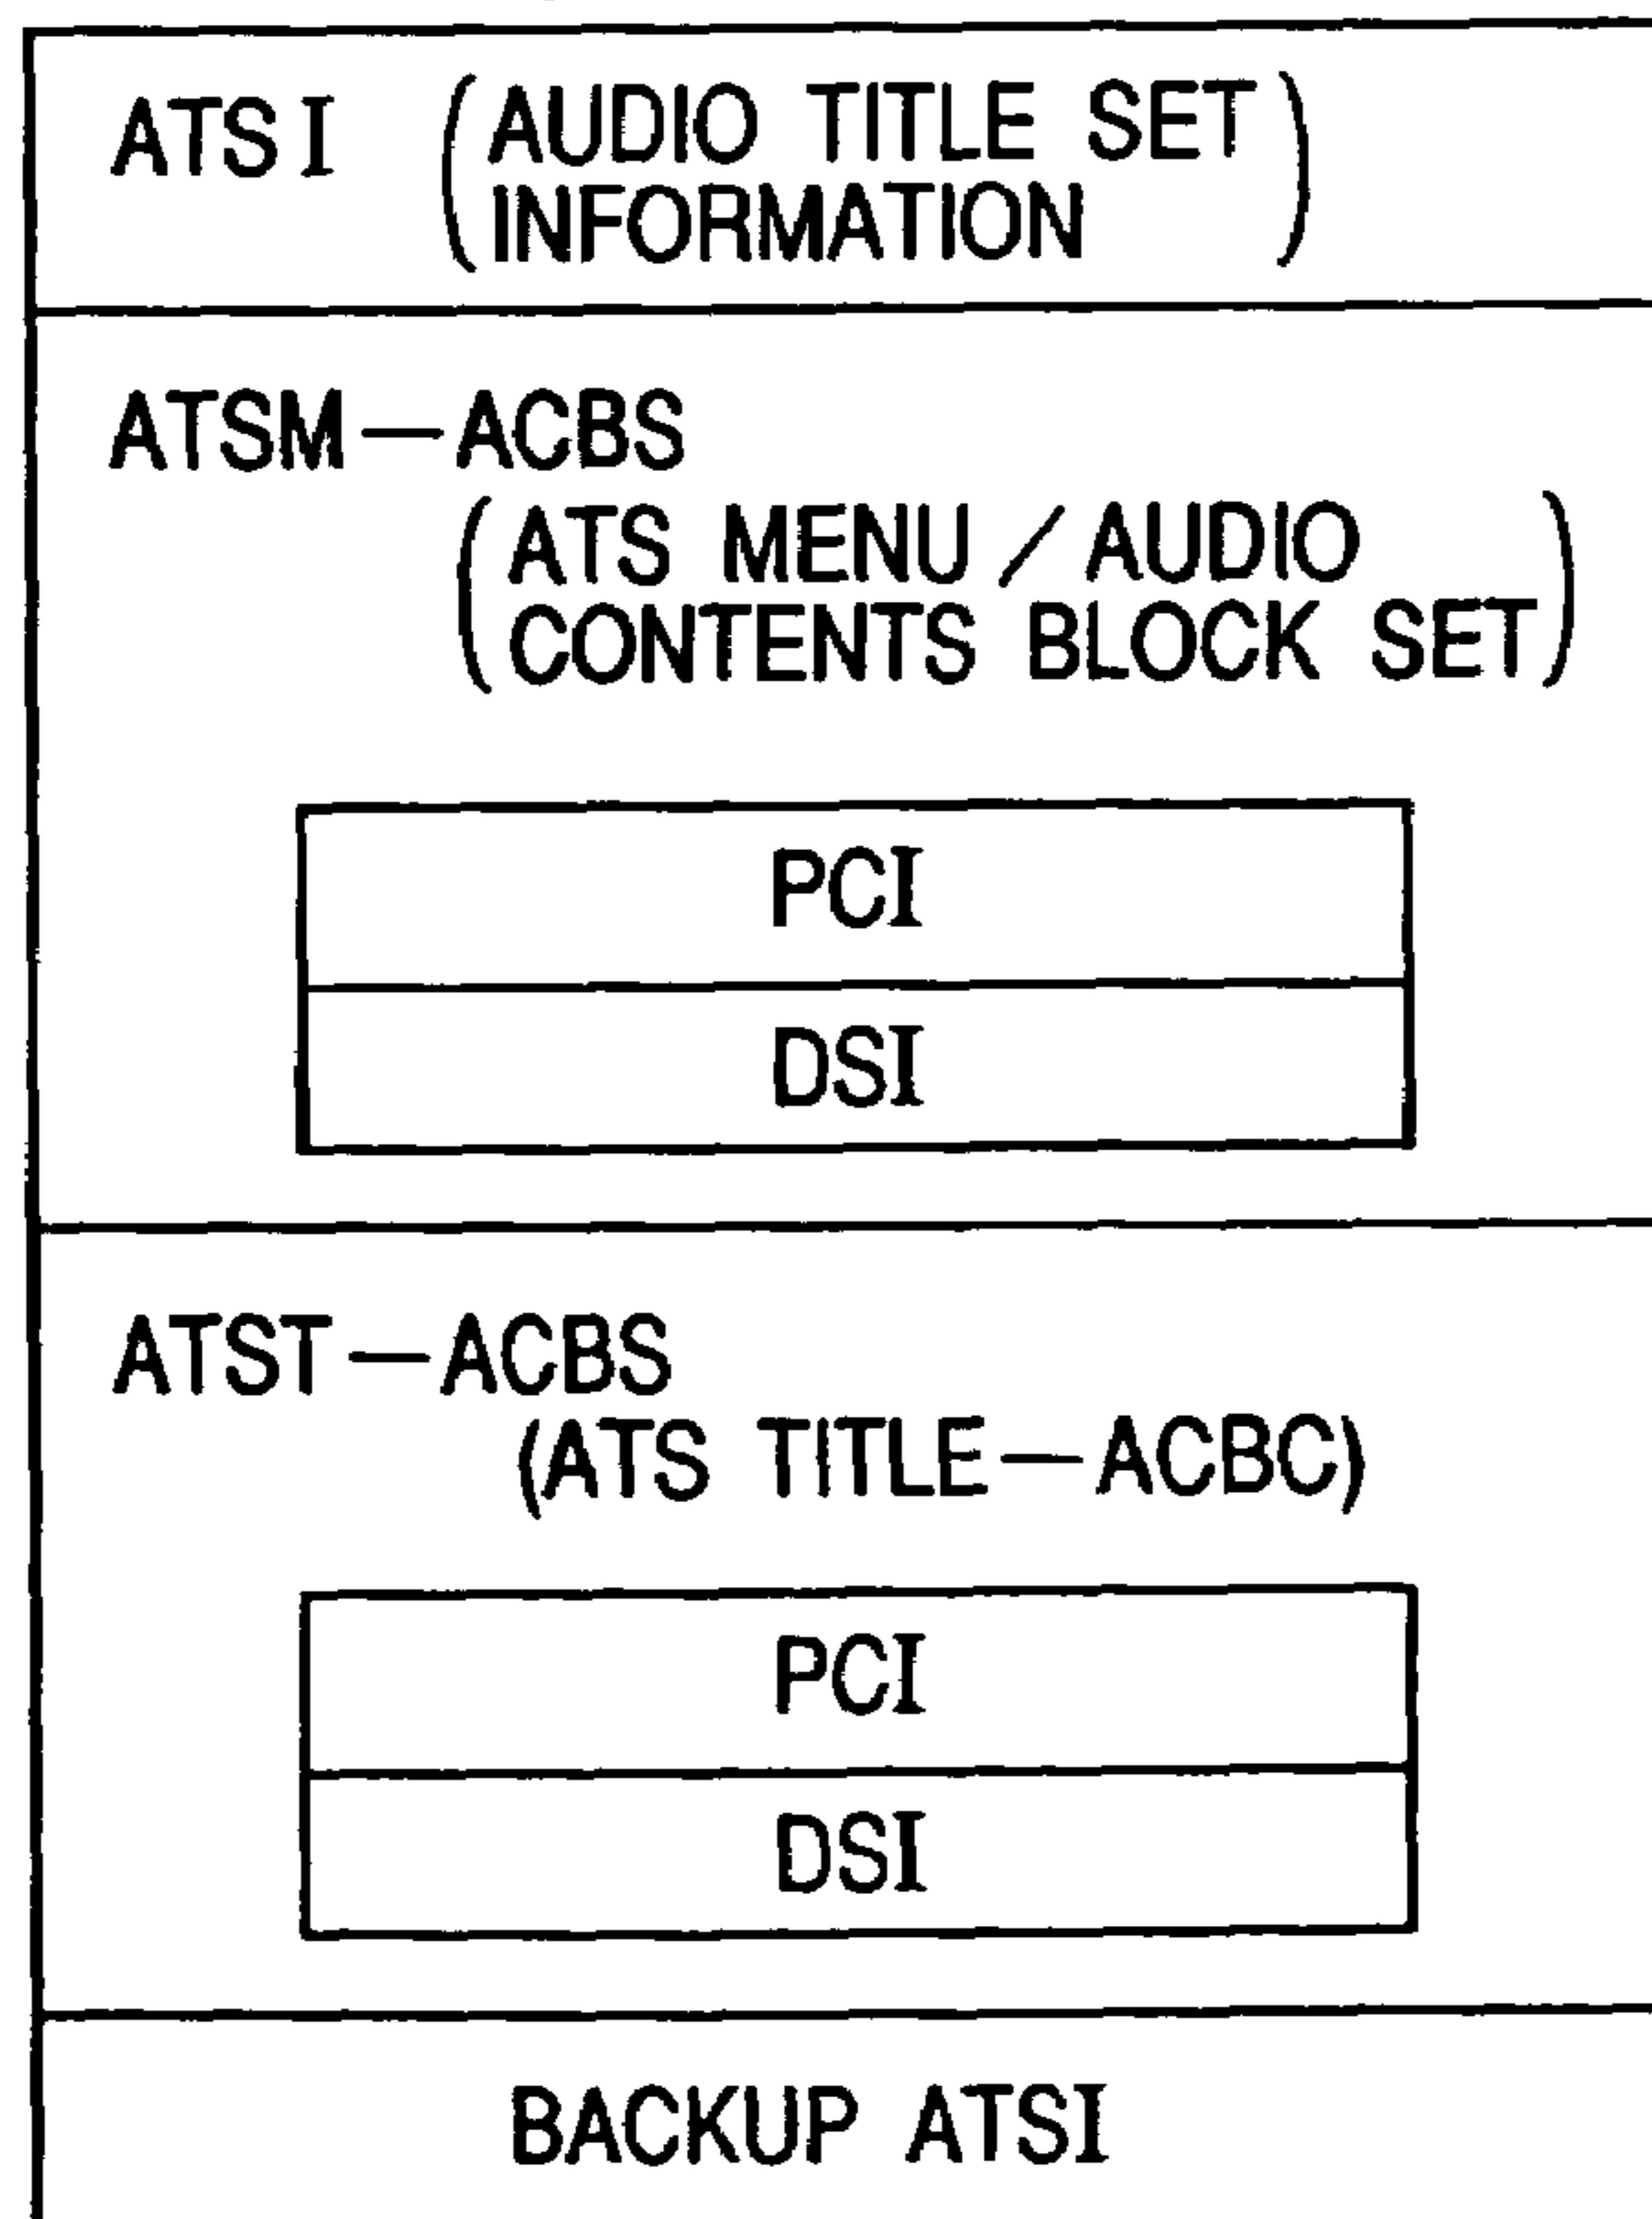 ATSI (AUDIO TITLE SET
INFORMATION)
ATSM—ACBS
(ATS MENU/AUDIO
CONTENTS BLOCK SET)
PCI
DSI
ATST—ACBS
(ATS TITLE—ACBC)
PCI
DSI
BACKUP ATSI